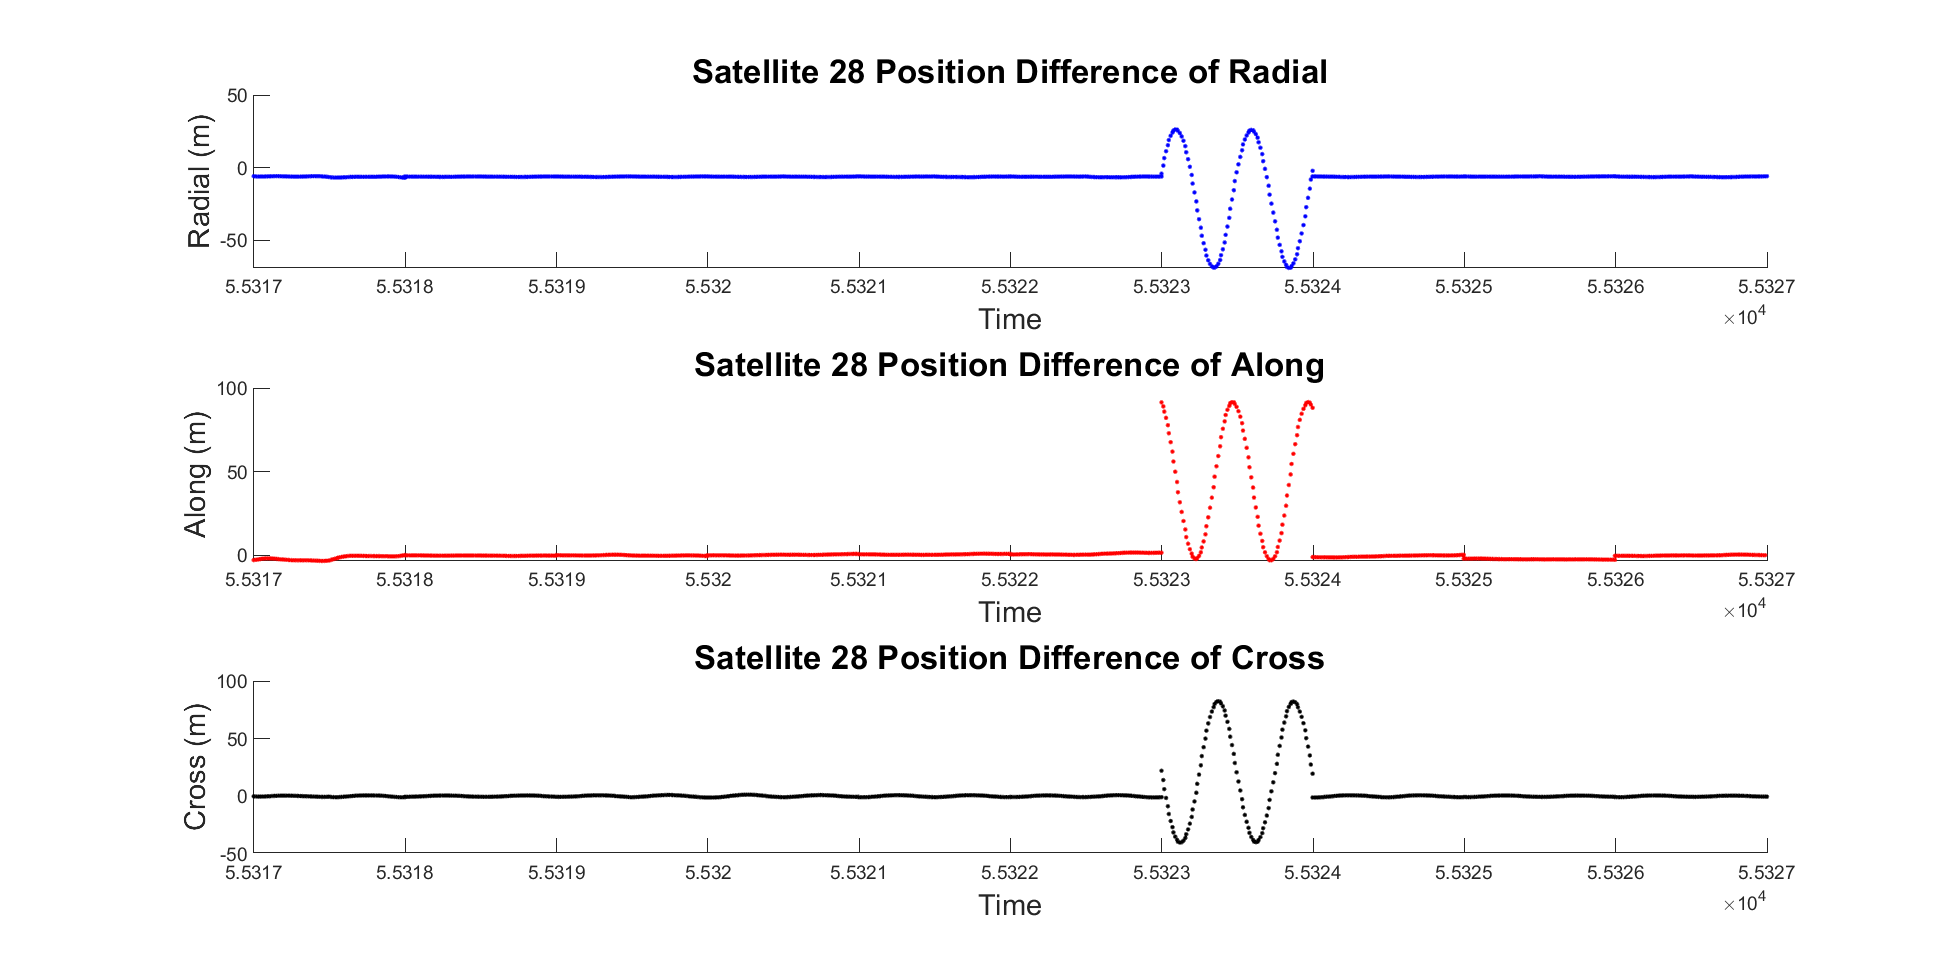 Satellite 28 Position Difference of Radial
Radial (m)
50
0
-50
5.5317 5.5318 5.5319 5.532 5.5321 5.5322 5.5323 5.5324 5.5325 5.5326 5.5327
Time
×10^4
Satellite 28 Position Difference of Along
Along (m)
100
50
0
5.5317 5.5318 5.5319 5.532 5.5321 5.5322 5.5323 5.5324 5.5325 5.5326 5.5327
Time
×10^4
Satellite 28 Position Difference of Cross
Cross (m)
100
50
0
-50
5.5317 5.5318 5.5319 5.532 5.5321 5.5322 5.5323 5.5324 5.5325 5.5326 5.5327
Time
×10^4